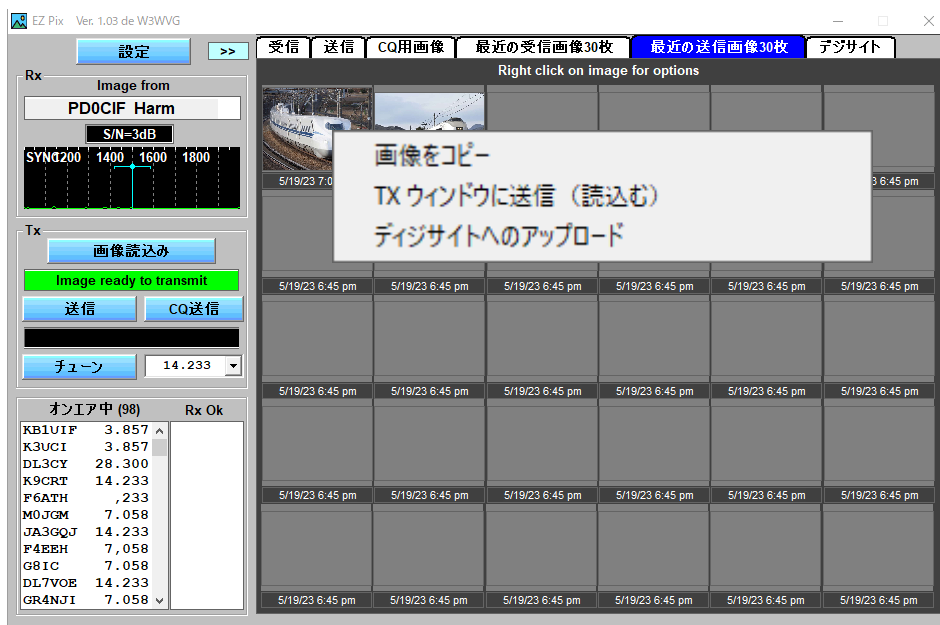 EZ Pix Ver. 1.03 de W3WVG
設定
>>
Rx
Image from
PD0CIF Harm
S/N=3dB
SYNC1200 1400 1600 1800
Tx
画像読込み
Image ready to transmit
送信 CQ送信
チューン 14.233
オンエア中 (98) Rx Ok
KB1UIF 3.857
K3UCI 3.857
DL3CY 28.300
K9CRT 14.233
F6ATH ,233
M0JGM 7.058
JA3GQJ 14.233
F4EEH 7,058
G8IC 7.058
DL7VOE 14.233
GR4NJI 7.058
受信 送信 CQ用画像 最近の受信画像30枚 最近の送信画像30枚 デジサイト
Right click on image for options
画像をコピー
TX ウィンドウに送信（読込む）
ディジサイトへのアップロード
5/19/23 7:0 3 6:45 pm
5/19/23 6:45 pm 5/19/23 6:45 pm 5/19/23 6:45 pm 5/19/23 6:45 pm 5/19/23 6:45 pm 5/19/23 6:45 pm
5/19/23 6:45 pm 5/19/23 6:45 pm 5/19/23 6:45 pm 5/19/23 6:45 pm 5/19/23 6:45 pm 5/19/23 6:45 pm
5/19/23 6:45 pm 5/19/23 6:45 pm 5/19/23 6:45 pm 5/19/23 6:45 pm 5/19/23 6:45 pm 5/19/23 6:45 pm
5/19/23 6:45 pm 5/19/23 6:45 pm 5/19/23 6:45 pm 5/19/23 6:45 pm 5/19/23 6:45 pm 5/19/23 6:45 pm